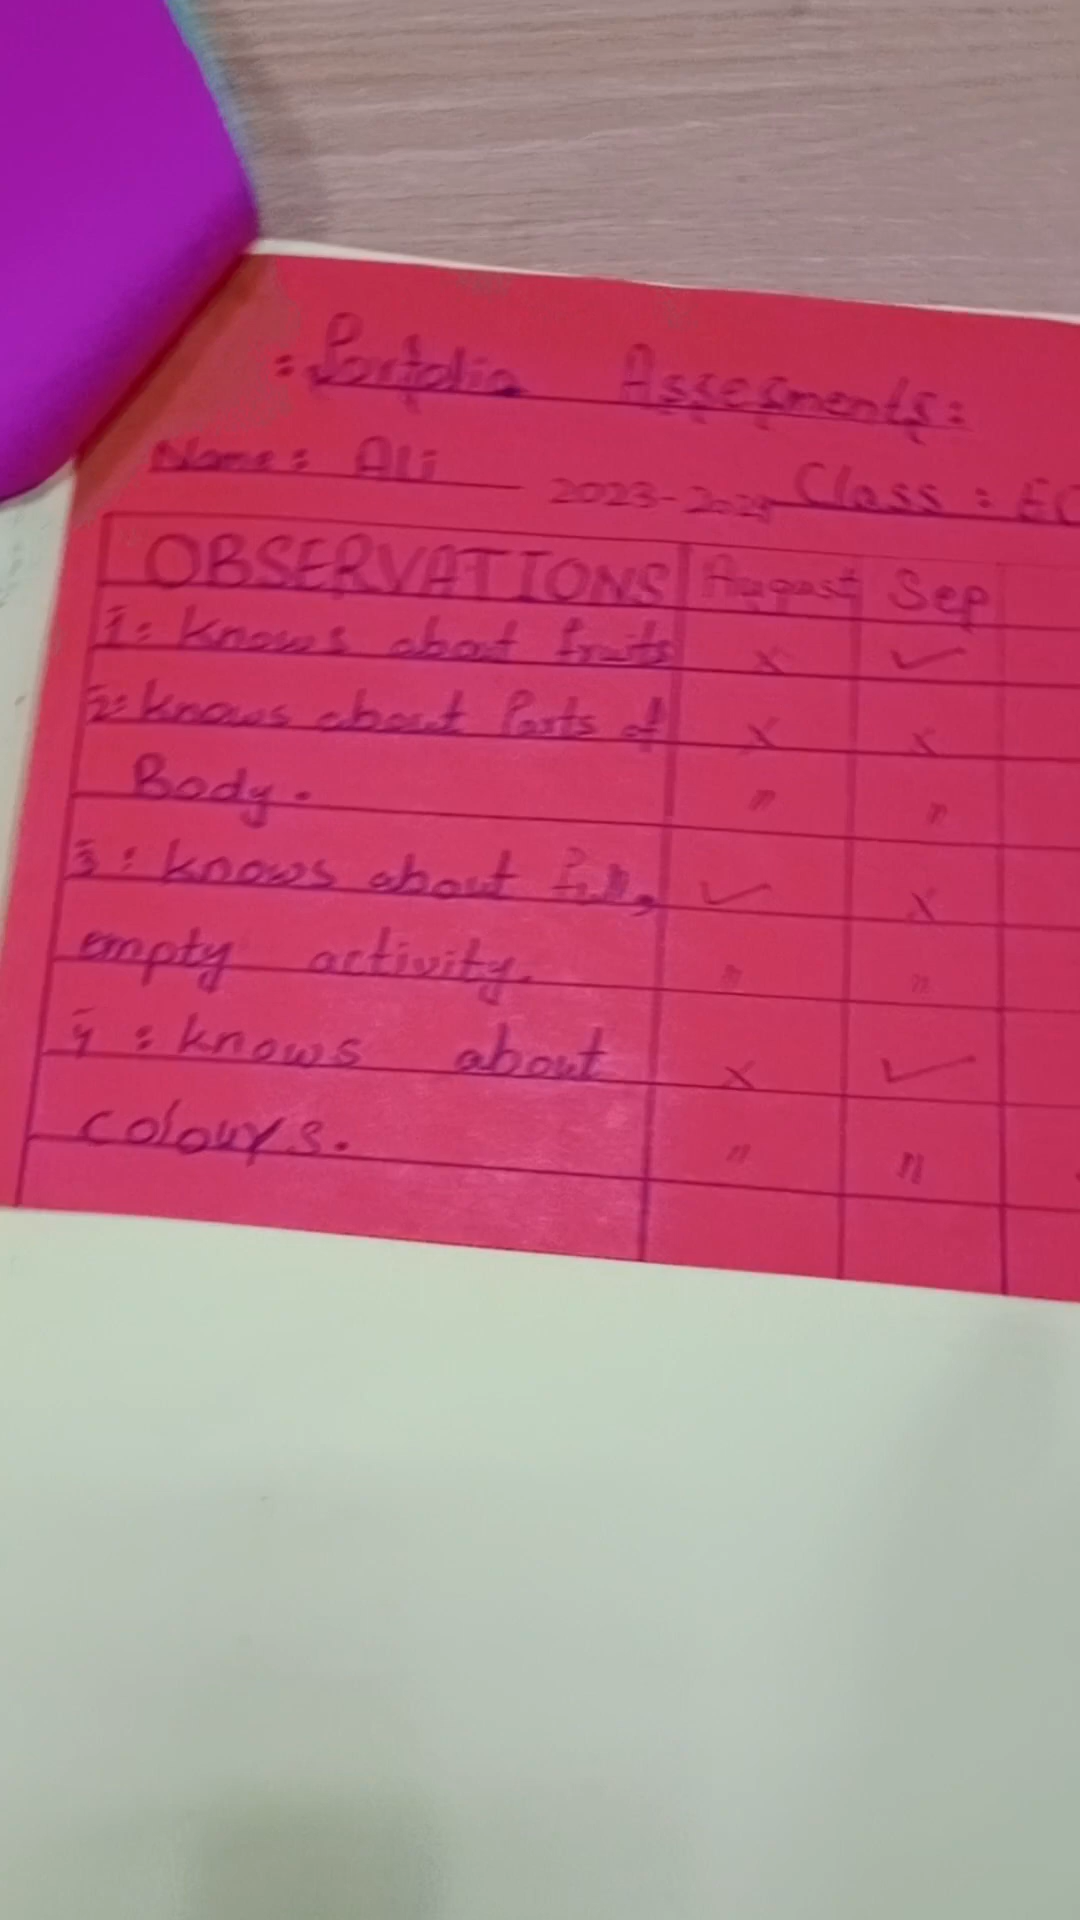 : Portfolio Assesments:
Name: Ali 2023-2024 Class: EC
OBSERVATIONS August Sep
1: Knows about fruits x ✓
2: knows about Parts of x x
Body. " "
3: knows about full, ✓ x
empty activity. " "
4: knows about x ✓
colours. " "